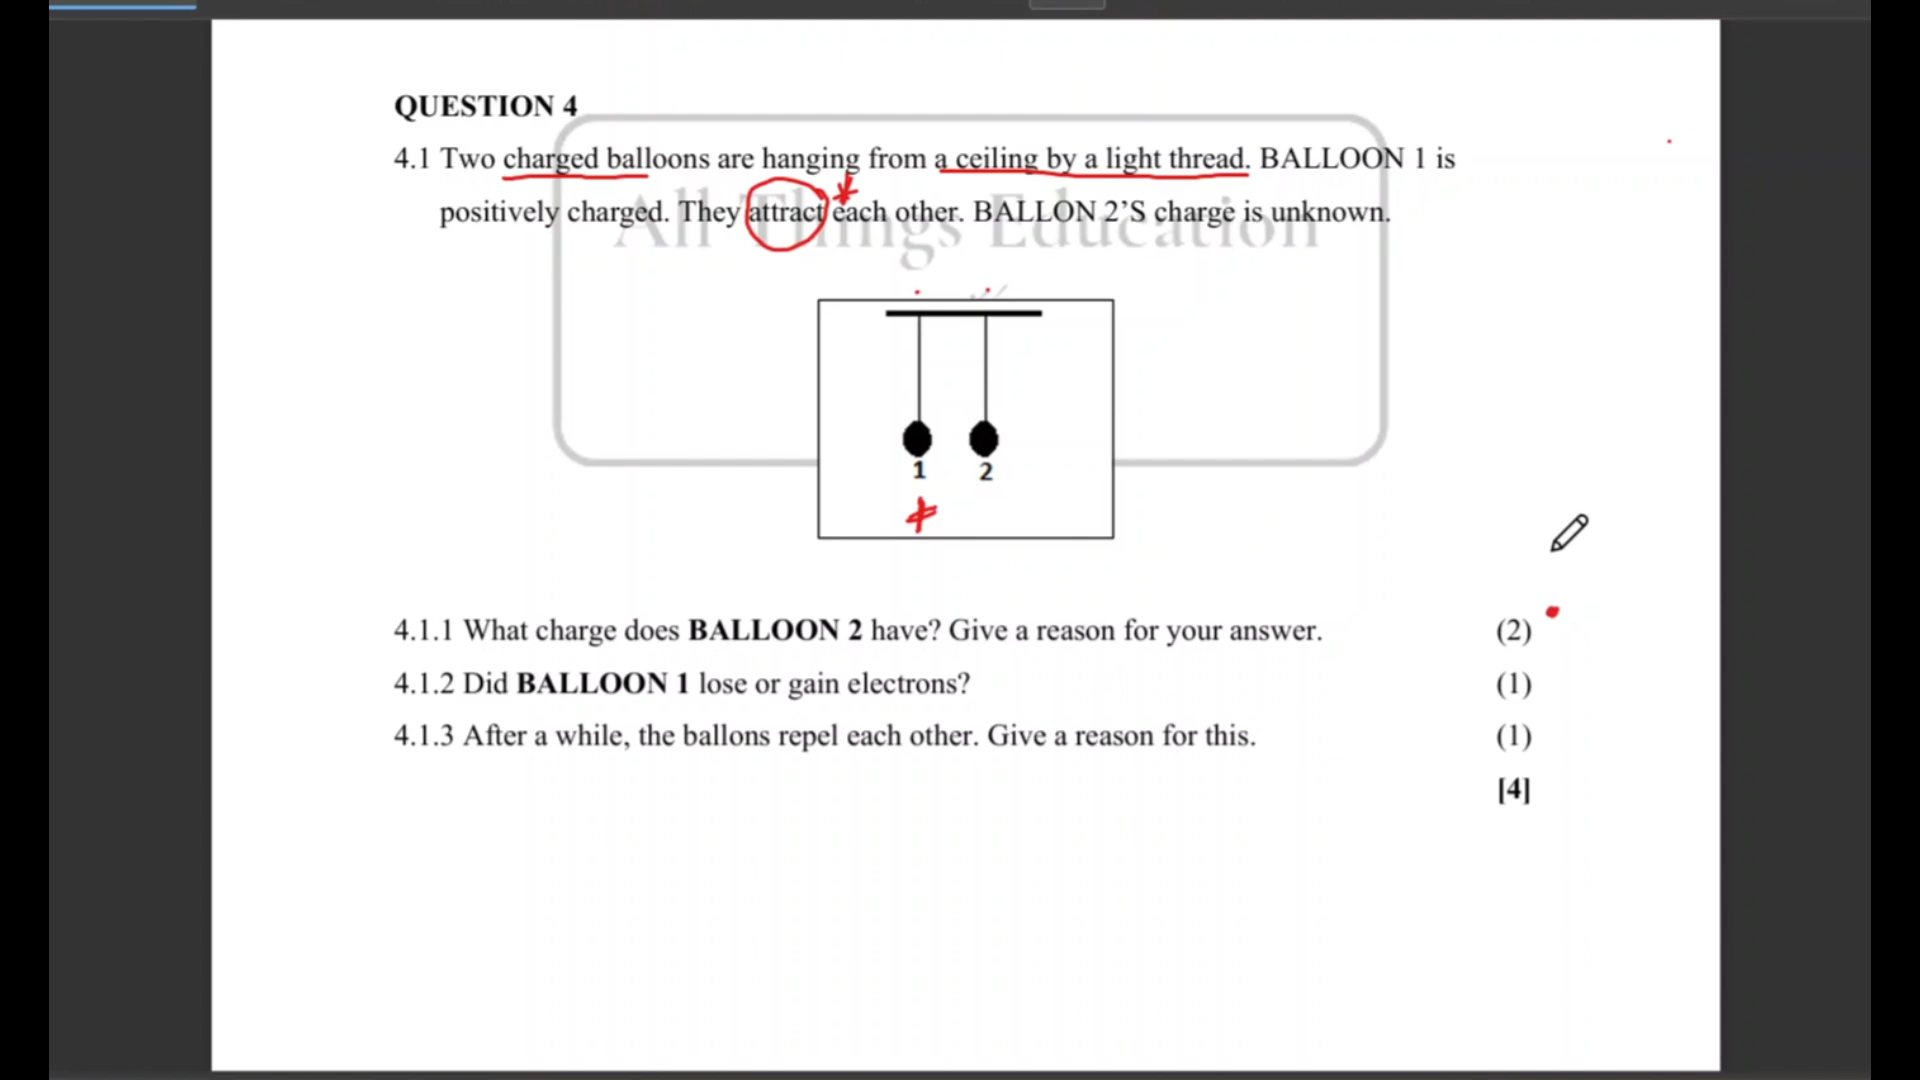 QUESTION 4
4.1 Two charged balloons are hanging from a ceiling by a light thread. BALLOON 1 is
positively charged. They attract each other. BALLON 2’S charge is unknown.
All Things Education
1 2
+
4.1.1 What charge does BALLOON 2 have? Give a reason for your answer. (2)
4.1.2 Did BALLOON 1 lose or gain electrons? (1)
4.1.3 After a while, the ballons repel each other. Give a reason for this. (1)
[4]